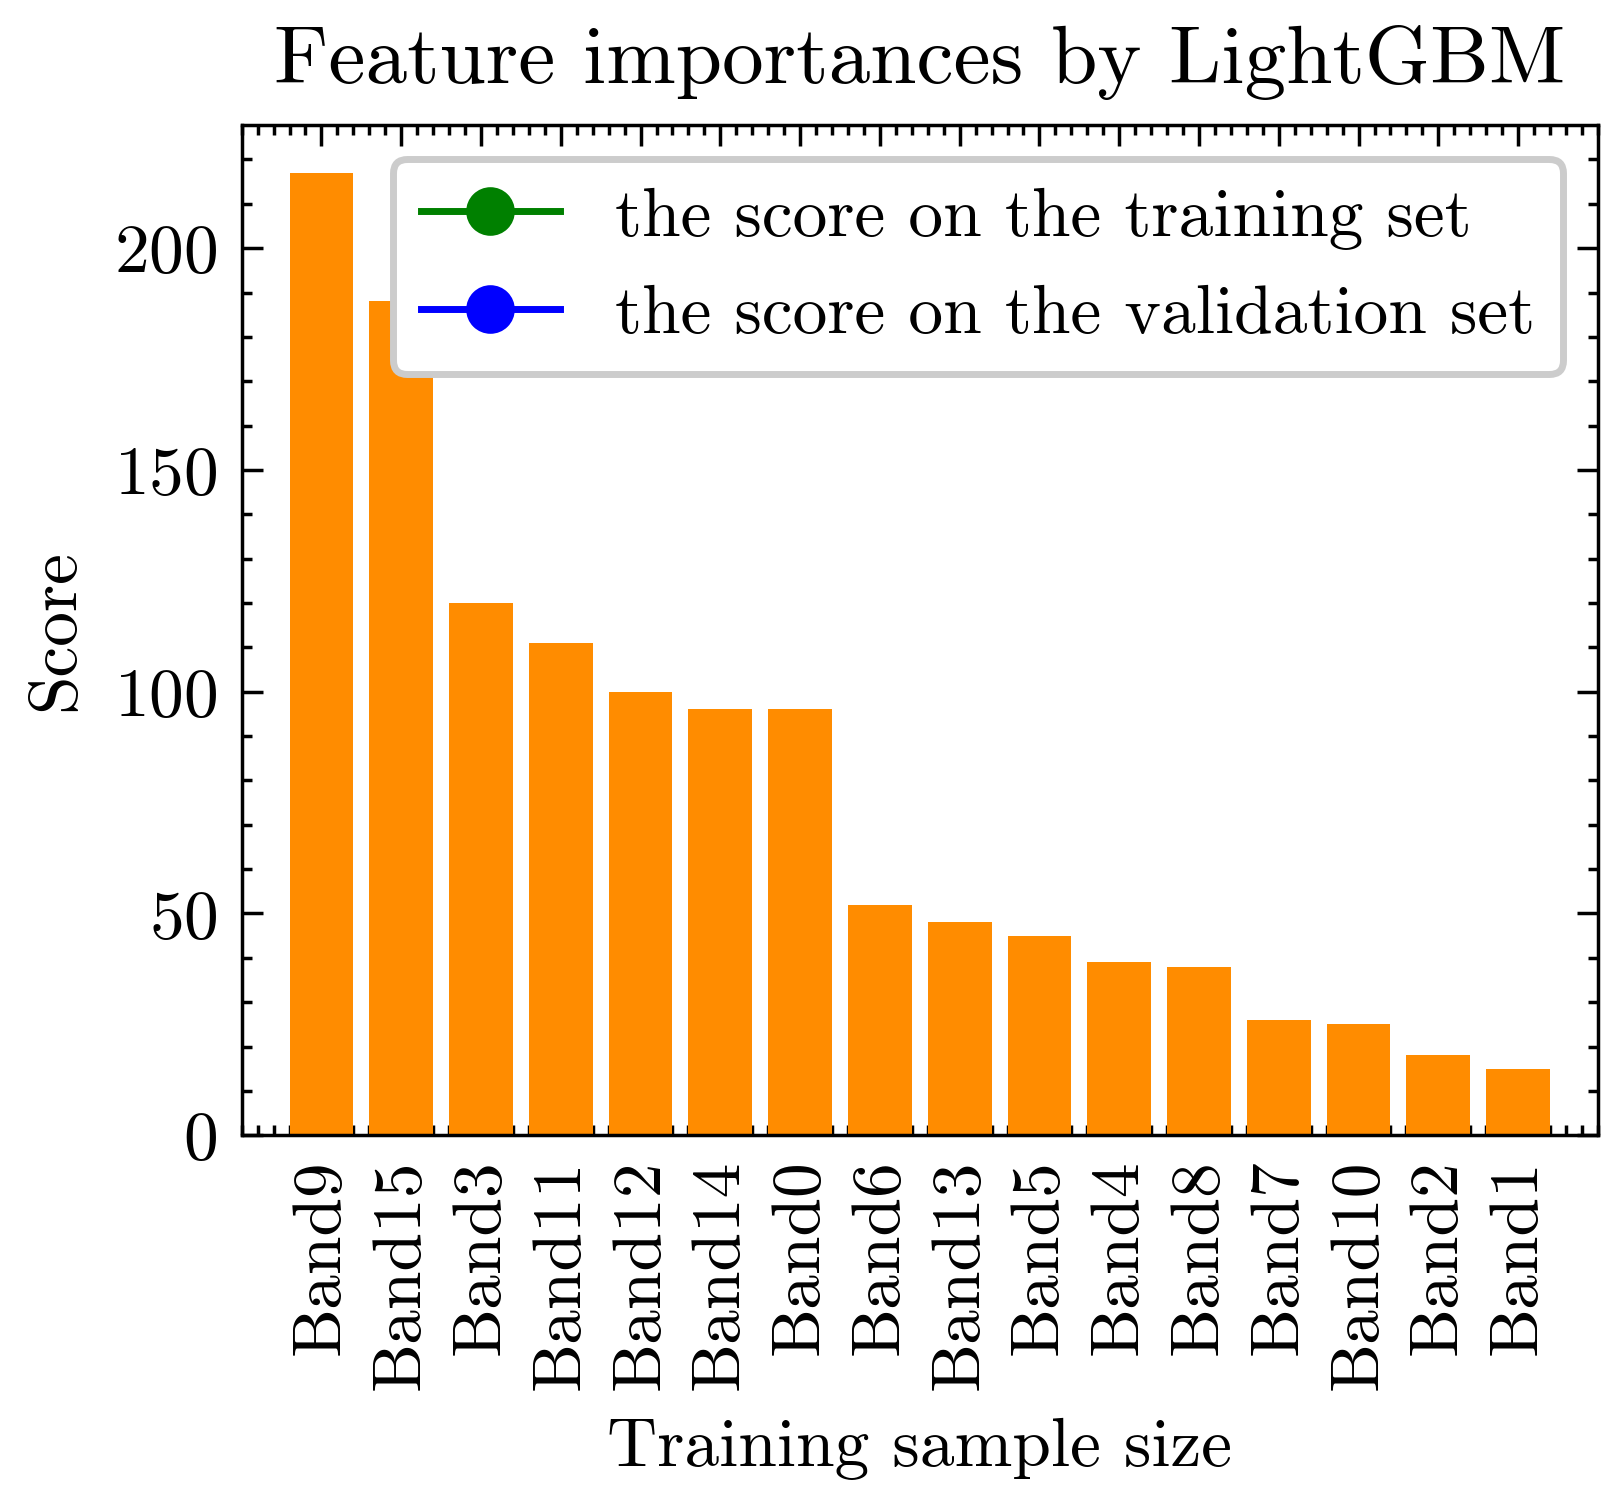 Feature importances by LightGBM
the score on the training set
the score on the validation set
Score
200
150
100
50
0
Band9
Band15
Band3
Band11
Band12
Band14
Band0
Band6
Band13
Band5
Band4
Band8
Band7
Band10
Band2
Band1
Training sample size